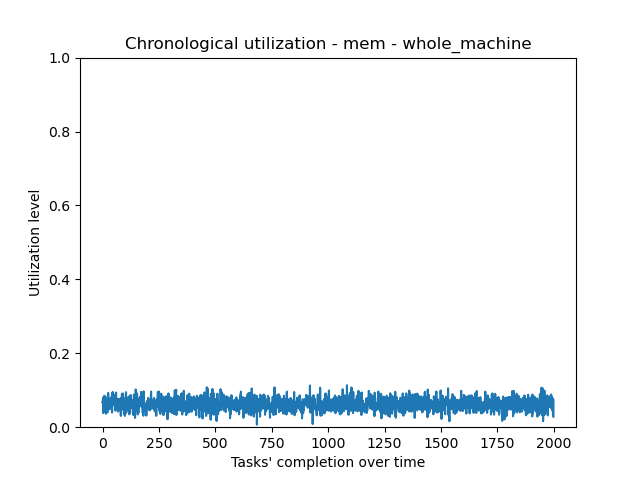 Chronological utilization - mem - whole_machine
1.0
0.8
0.6
0.4
0.2
0.0
Utilization level
0 250 500 750 1000 1250 1500 1750 2000
Tasks' completion over time